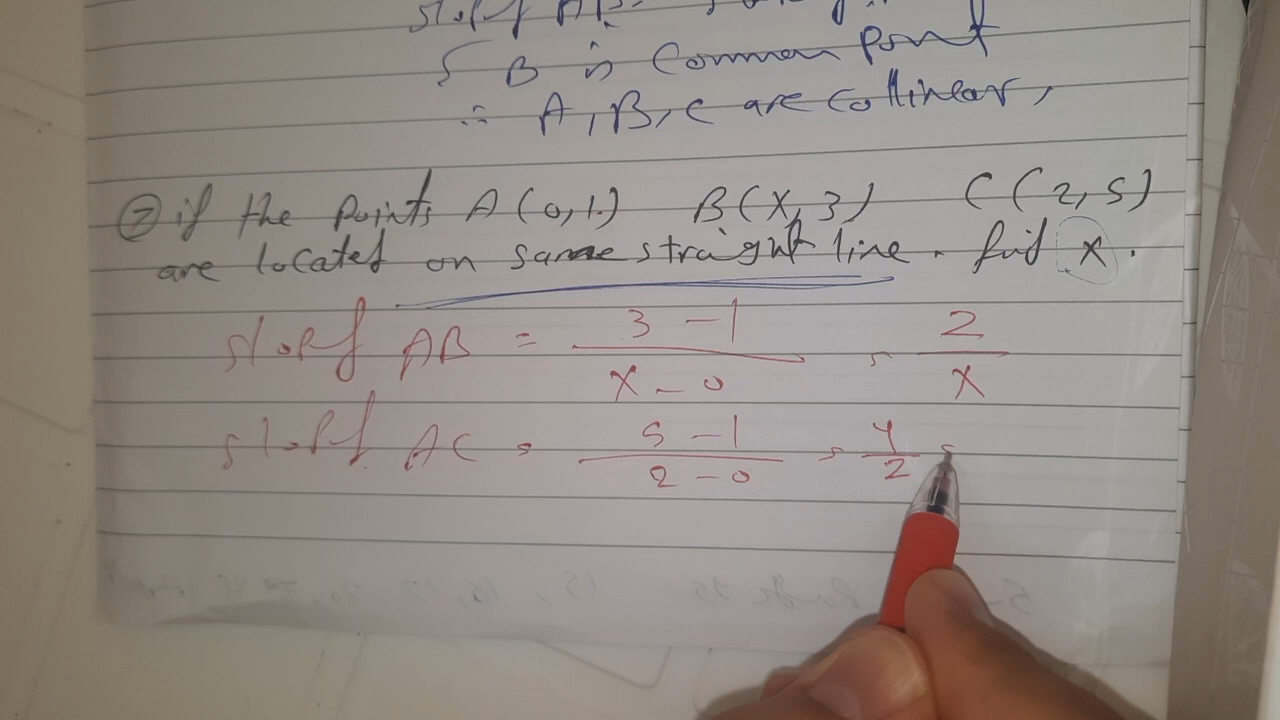 B is Common Point
∴ A, B, C are collinear,
② if the Points A (0,1) B(X,3) C(2,5)
are located on same straight line. find x.
slope of AB = 3 - 1 / x - 0 = 2 / x
slope of AC = 5 - 1 / 2 - 0 = 4 / 2 =